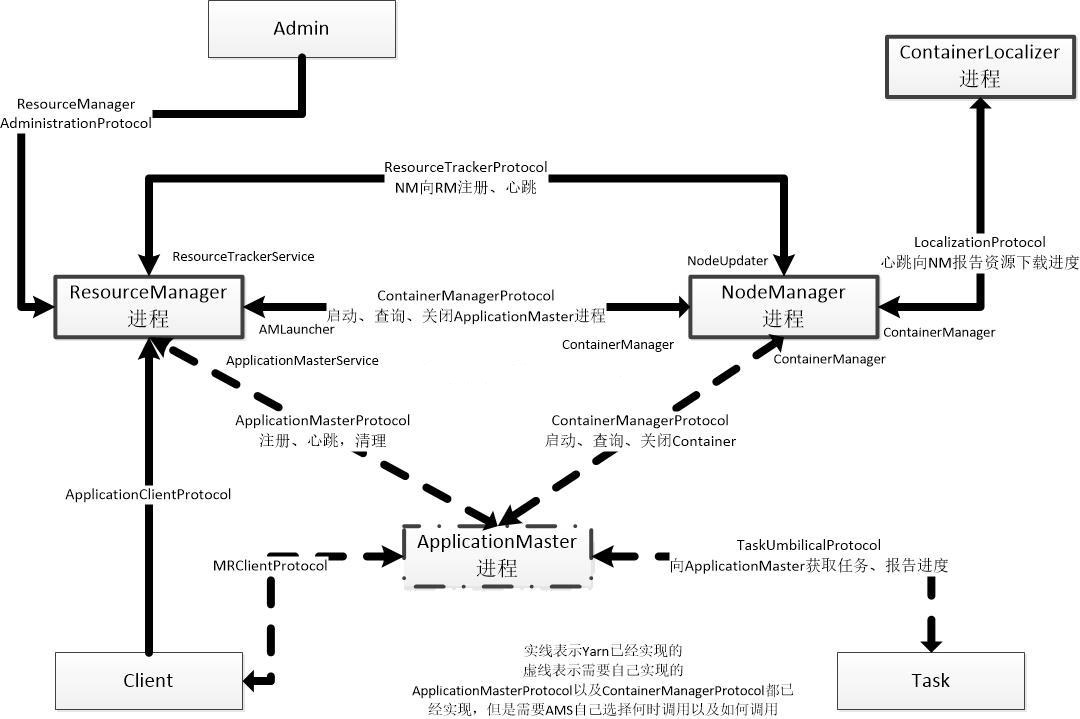 Admin
ContainerLocalizer
进程
ResourceManager
AdministrationProtocol
ResourceTrackerProtocol
NM向RM注册、心跳
LocalizationProtocol
心跳向NM报告资源下载进度
ResourceTrackerService
NodeUpdater
ResourceManager
进程
ContainerManagerProtocol
启动、查询、关闭ApplicationMaster进程
NodeManager
进程
AMLauncher
ContainerManager
ContainerManager
ApplicationMasterService
ContainerManager
ApplicationMasterProtocol
注册、心跳，清理
ContainerManagerProtocol
启动、查询、关闭Container
ApplicationClientProtocol
ApplicationMaster
进程
MRClientProtocol
TaskUmbilicalProtocol
向ApplicationMaster获取任务、报告进度
Client
实线表示Yarn已经实现的
虚线表示需要自己实现的
ApplicationMasterProtocol以及ContainerManagerProtocol都已
经实现，但是需要AMS自己选择何时调用以及如何调用
Task